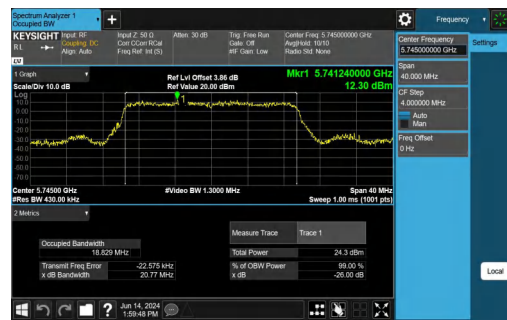 Spectrum Analyzer 1
Occupied BW
Frequency
KEYSIGHT Input: RF Input Z: 50 Ω Atten: 30 dB Trig: Free Run Center Freq: 5.745000000 GHz
RL Coupling: DC Corr CCorr RCal Gate: Off Avg|Hold: 10/10
Align: Auto Freq Ref: Int (S) #IF Gain: Low Radio Std: None
LXI
Center Frequency
5.745000000 GHz
Settings
Span
40.000 MHz
CF Step
4.000000 MHz
Auto
Man
Freq Offset
0 Hz
1 Graph
Ref Lvl Offset 3.86 dB
Mkr1 5.741240000 GHz
Scale/Div 10.0 dB
Ref Value 20.00 dBm
12.30 dBm
Log
10.0
0.00
-10.0
-20.0
-30.0
-40.0
-50.0
-60.0
-70.0
1
Center 5.74500 GHz #Video BW 1.3000 MHz Span 40 MHz
#Res BW 430.00 kHz Sweep 1.00 ms (1001 pts)
2 Metrics
Measure Trace Trace 1
Occupied Bandwidth
18.829 MHz
Total Power 24.3 dBm
Transmit Freq Error -22.575 kHz % of OBW Power 99.00 %
x dB Bandwidth 20.77 MHz x dB -26.00 dB
Local
? Jun 14, 2024
1:59:48 PM